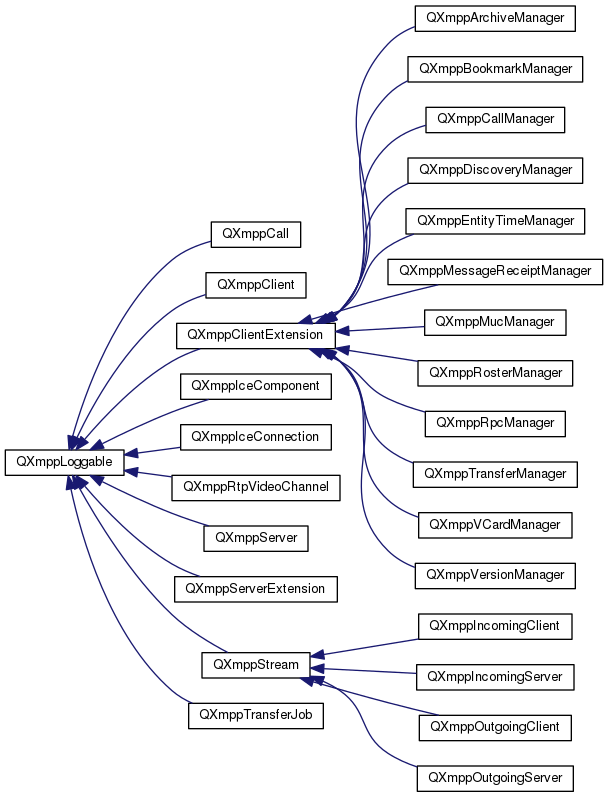 QXmppArchiveManager
QXmppBookmarkManager
QXmppCallManager
QXmppDiscoveryManager
QXmppCall
QXmppEntityTimeManager
QXmppClient
QXmppMessageReceiptManager
QXmppClientExtension
QXmppMucManager
QXmppIceComponent
QXmppRosterManager
QXmppIceConnection
QXmppRpcManager
QXmppLoggable
QXmppRtpVideoChannel
QXmppTransferManager
QXmppServer
QXmppVCardManager
QXmppServerExtension
QXmppVersionManager
QXmppIncomingClient
QXmppStream
QXmppIncomingServer
QXmppTransferJob
QXmppOutgoingClient
QXmppOutgoingServer